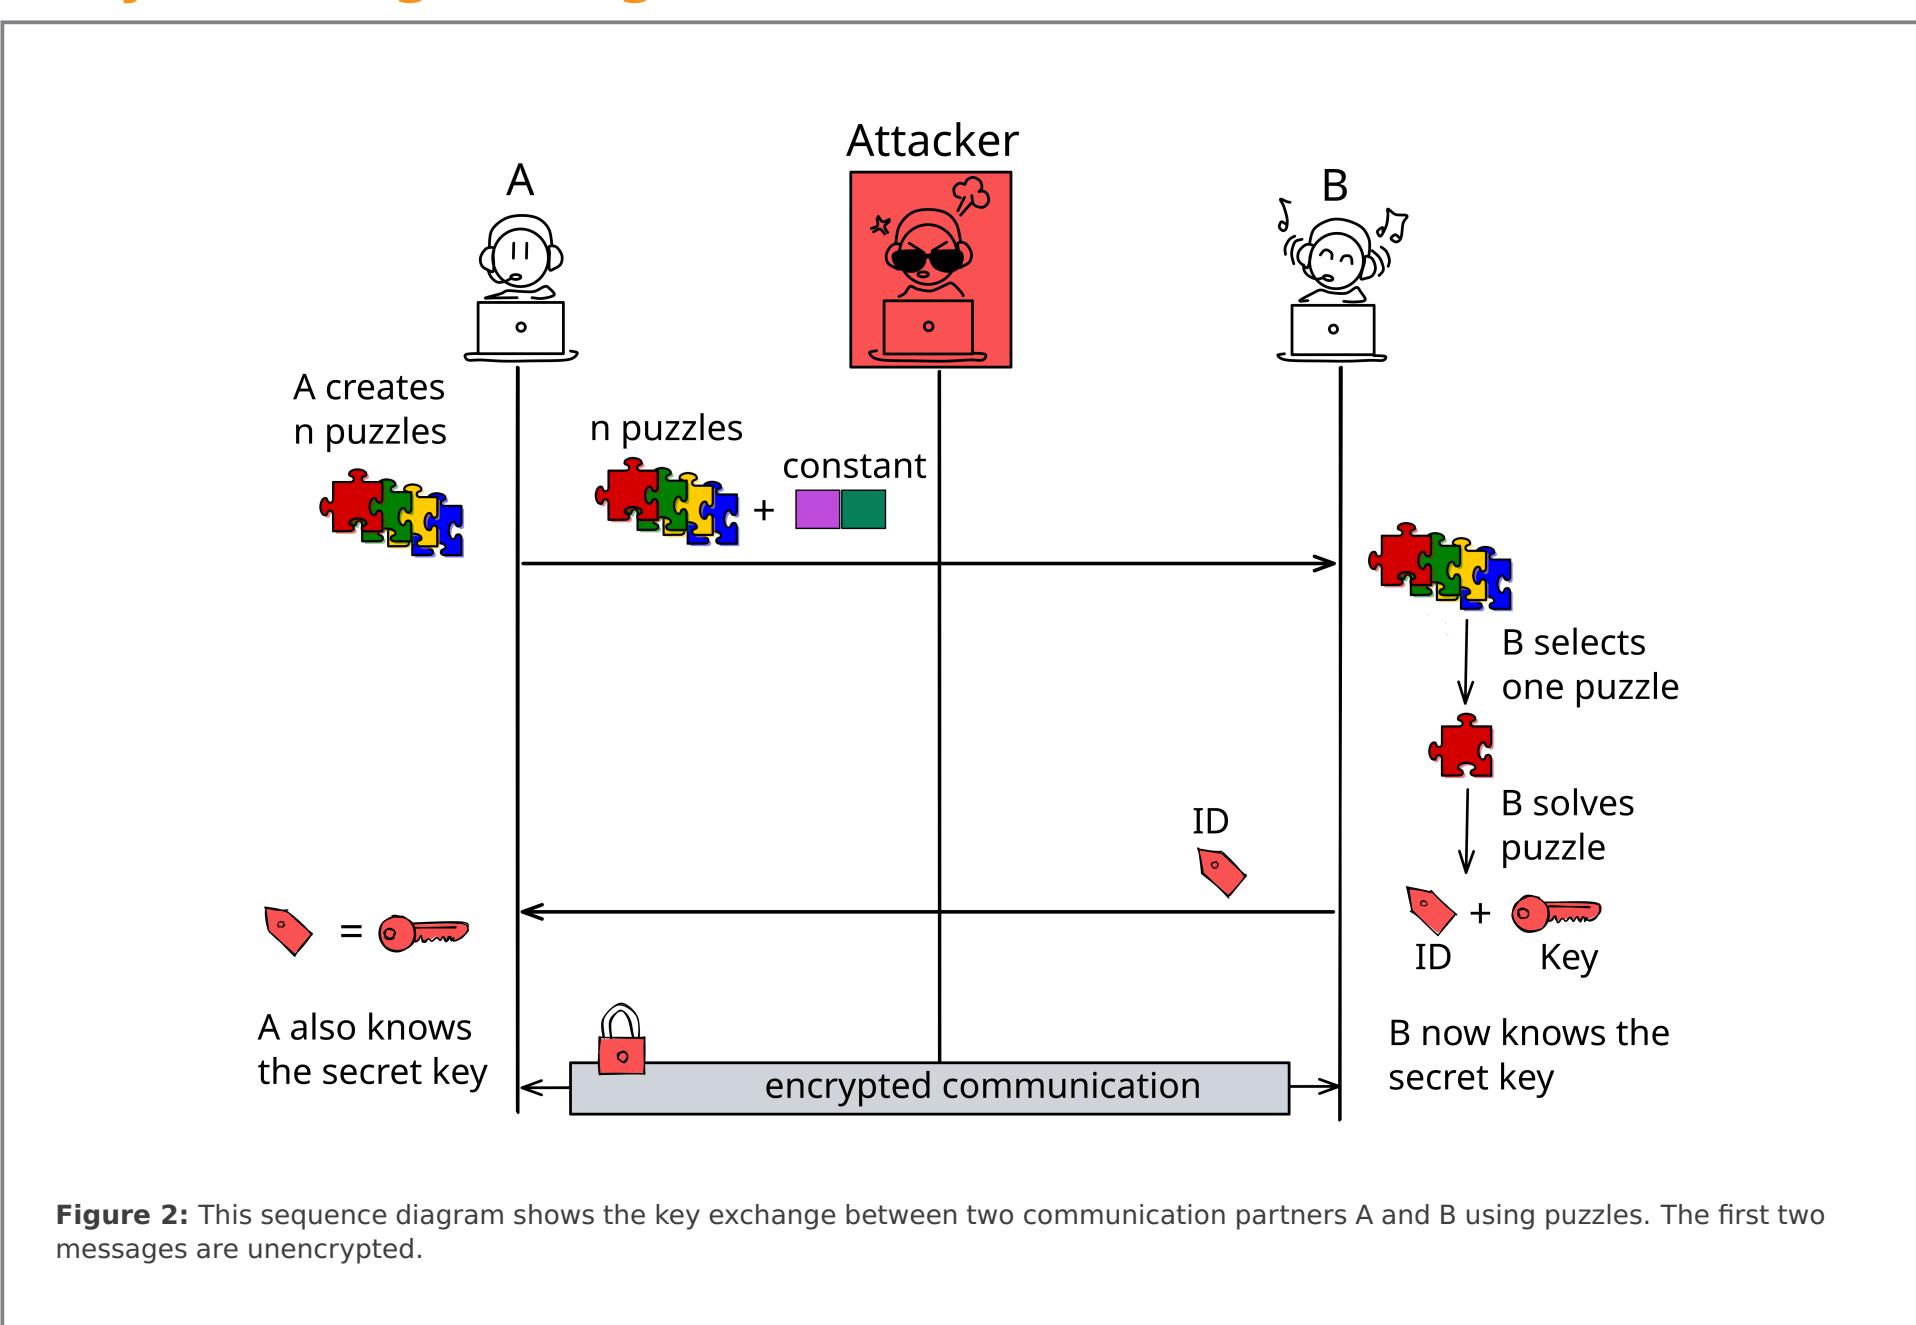 Attacker
A
B
A creates
n puzzles
n puzzles
constant
+
B selects
one puzzle
B solves
puzzle
ID
+
ID
Key
=
A also knows
the secret key
B now knows the
secret key
encrypted communication
Figure 2: This sequence diagram shows the key exchange between two communication partners A and B using puzzles. The first two
messages are unencrypted.